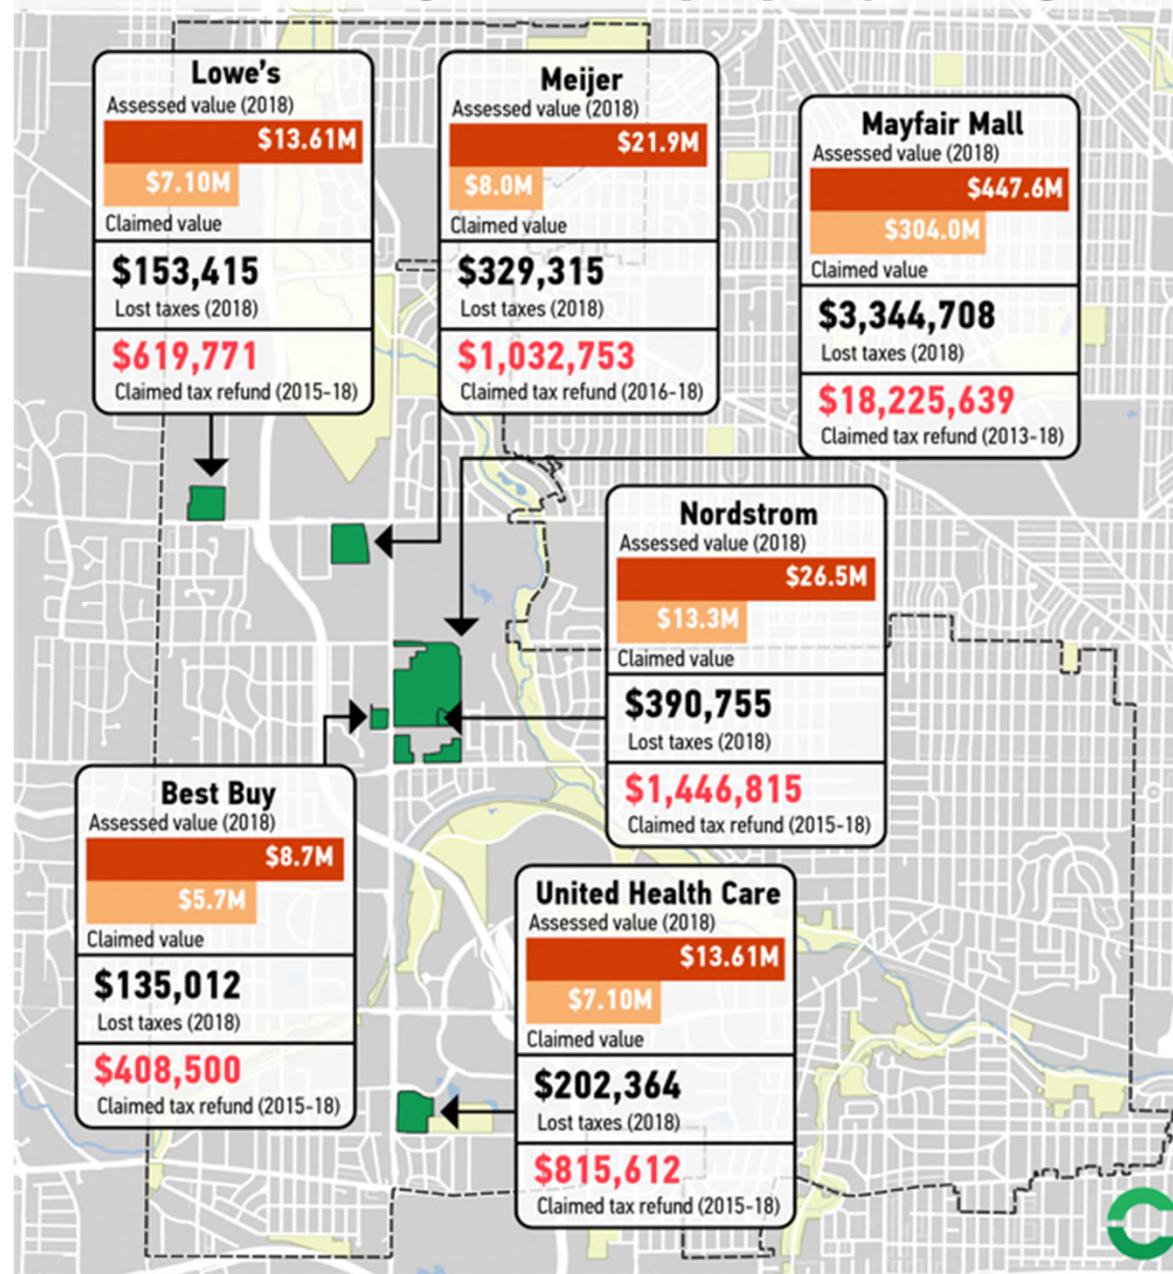 Lowe's
Assessed value (2018)
$13.61M
$7.10M
Claimed value
$153,415
Lost taxes (2018)
$619,771
Claimed tax refund (2015-18)
Meijer
Assessed value (2018)
$21.9M
$8.0M
Claimed value
$329,315
Lost taxes (2018)
$1,032,753
Claimed tax refund (2016-18)
Mayfair Mall
Assessed value (2018)
$447.6M
$304.0M
Claimed value
$3,344,708
Lost taxes (2018)
$18,225,639
Claimed tax refund (2013-18)
Nordstrom
Assessed value (2018)
$26.5M
$13.3M
Claimed value
$390,755
Lost taxes (2018)
$1,446,815
Claimed tax refund (2015-18)
Best Buy
Assessed value (2018)
$8.7M
$5.7M
Claimed value
$135,012
Lost taxes (2018)
$408,500
Claimed tax refund (2015-18)
United Health Care
Assessed value (2018)
$13.61M
$7.10M
Claimed value
$202,364
Lost taxes (2018)
$815,612
Claimed tax refund (2015-18)